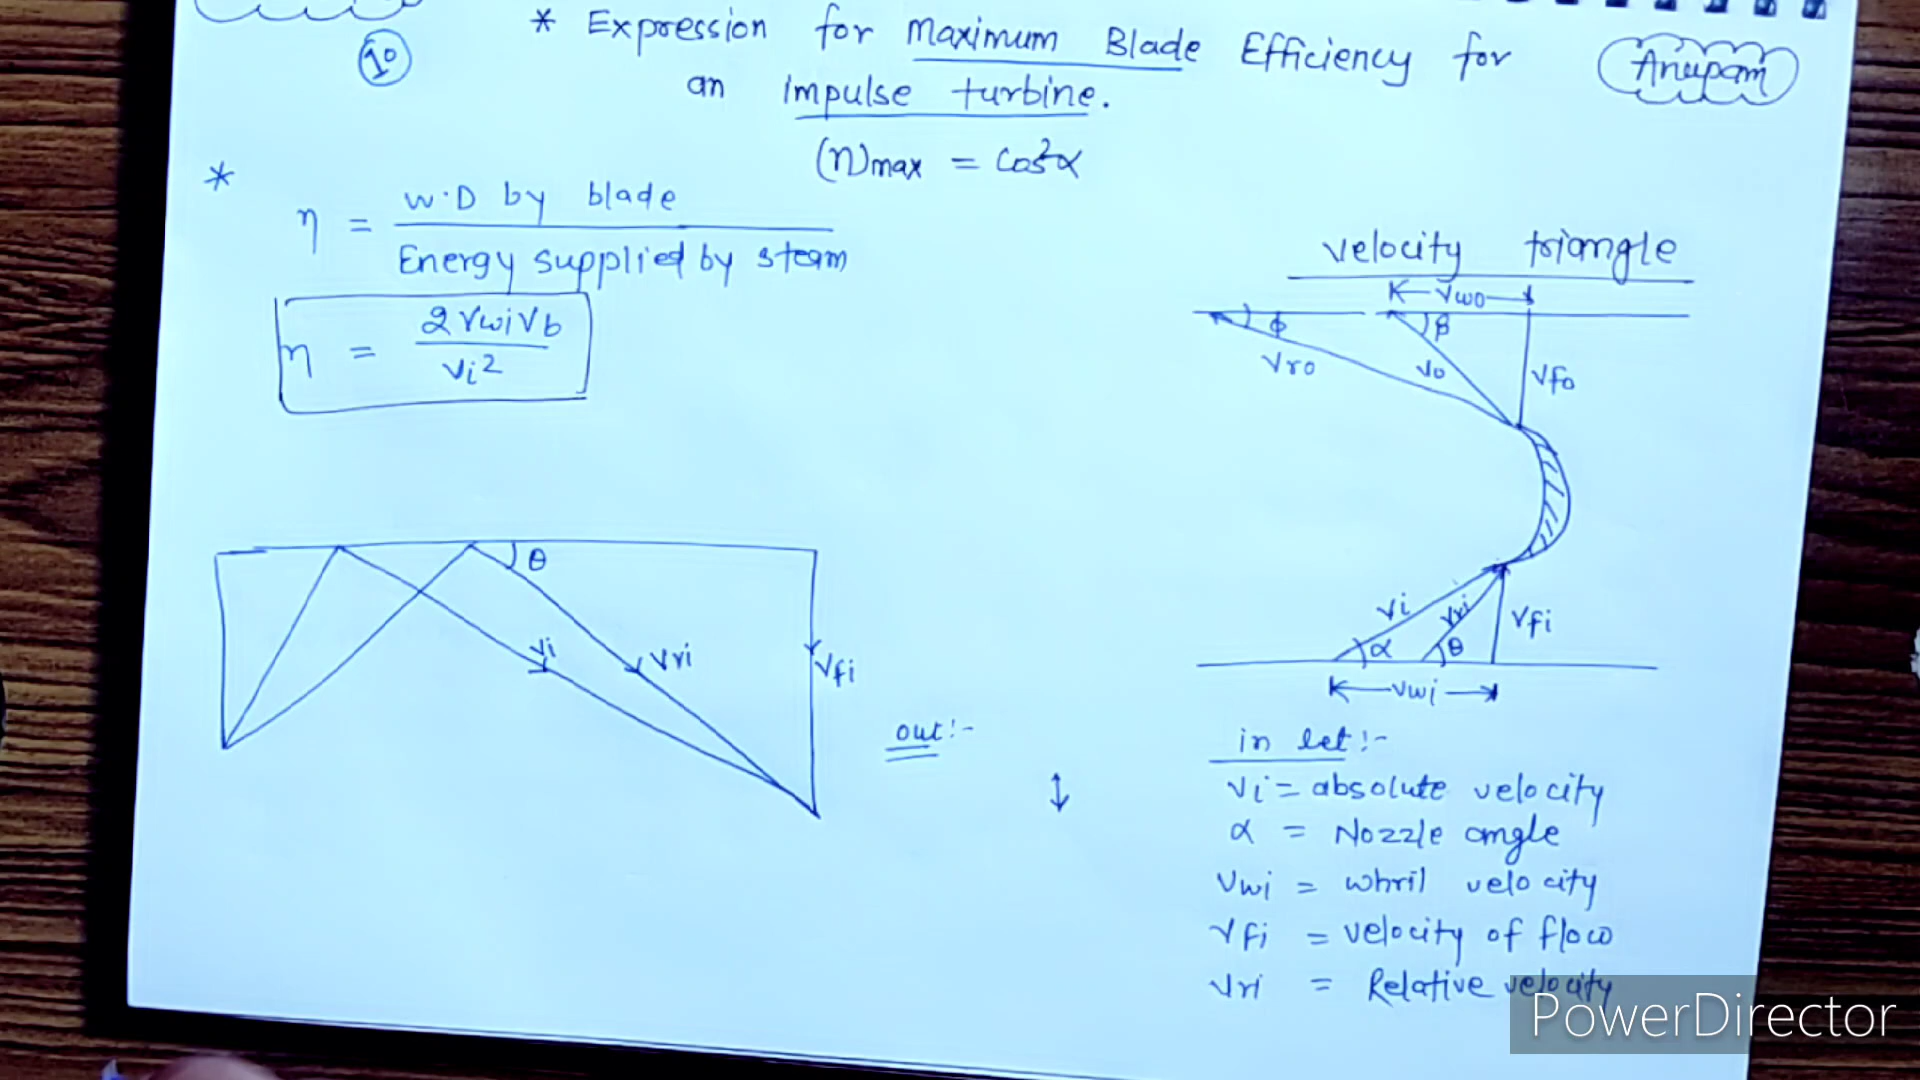 10
* Expression for Maximum Blade Efficiency for
an impulse turbine.
Anupam
(η)max = Cos²α
*
η = W.D by blade
Energy supplied by steam
η = 2VwiVb
Vi²
velocity triangle
Vwo
ϕ
β
Vro
Vo
Vfo
θ
Vi
Vri
Vfi
Vi
Vri
Vfi
α
θ
Vwi
out:-
in let:-
Vi = absolute velocity
α = Nozzle angle
Vwi = whril velocity
Vfi = velocity of flow
Vri = Relative velocity
PowerDirector